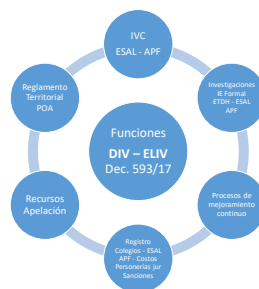 IVC
ESAL - APF
Investigaciones
IE Formal
ETDH - ESAL
APF
Procesos de
mejoramiento
continuo
Registro
Colegios - ESAL
APF - Costos
Personerías jur
Sanciones
Recursos
Apelación
Reglamento
Territorial
POA
Funciones
DIV – ELIV
Dec. 593/17